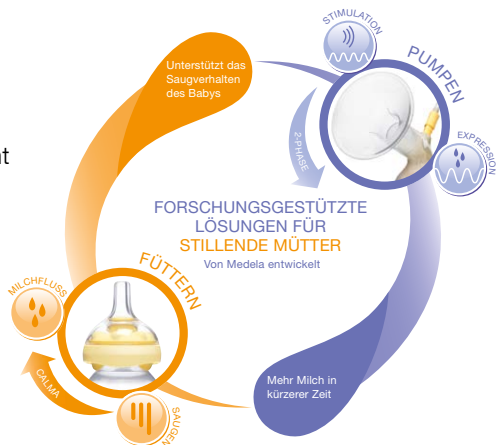 STIMULATION
PUMPEN
Unterstützt das
Saugverhalten
des Babys
2-PHASE
EXPRESSION
FORSCHUNGSGESTÜTZTE
LÖSUNGEN FÜR
STILLENDE MÜTTER
Von Medela entwickelt
FÜTTERN
MILCHFLUSS
CALMA
SAUGEN
Mehr Milch in
kürzerer Zeit